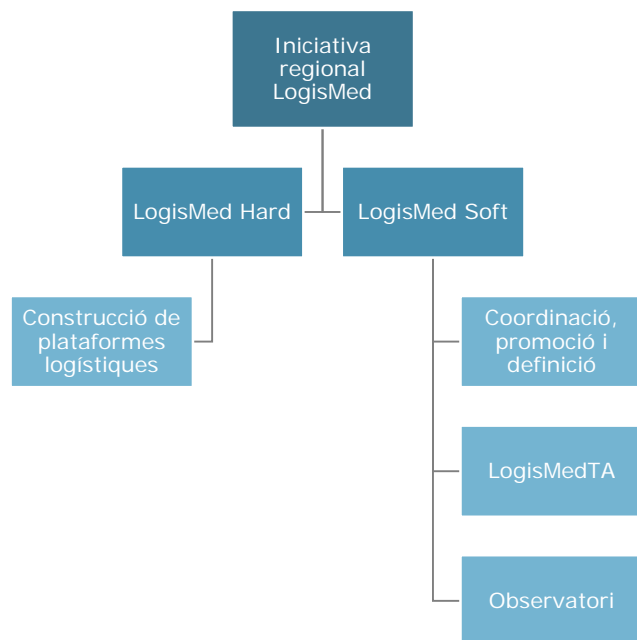 Iniciativa
regional
LogisMed
LogisMed Hard
LogisMed Soft
Construcció de
plataformes
logístiques
Coordinació,
promoció i
definició
LogisMedTA
Observatori